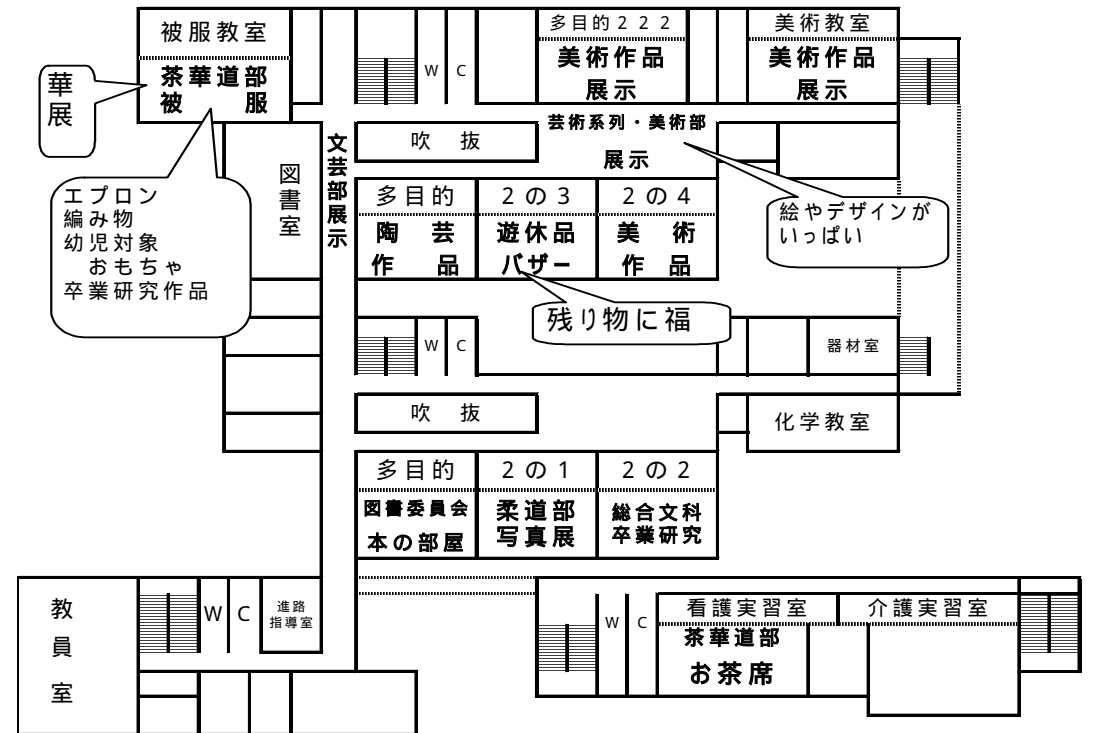 被服教室
茶華道部
被　服
華
展
エプロン
編み物
幼児対象
　おもちゃ
卒業研究作品
W C
多目的２２２
美術作品
展示
美術教室
美術作品
展示
吹 抜
芸術系列・美術部
展示
文芸部展示
図書室
多目的
陶　芸
作　品
２の３
遊休品
バザー
２の４
美　術
作　品
絵やデザインが
いっぱい
残り物に福
W C
器材室
吹 抜
化学教室
多目的
図書委員会
本の部屋
２の１
柔道部
写真展
２の２
総合文科
卒業研究
教員室
W C
進路
指導室
W C
看護実習室
茶華道部
お茶席
介護実習室